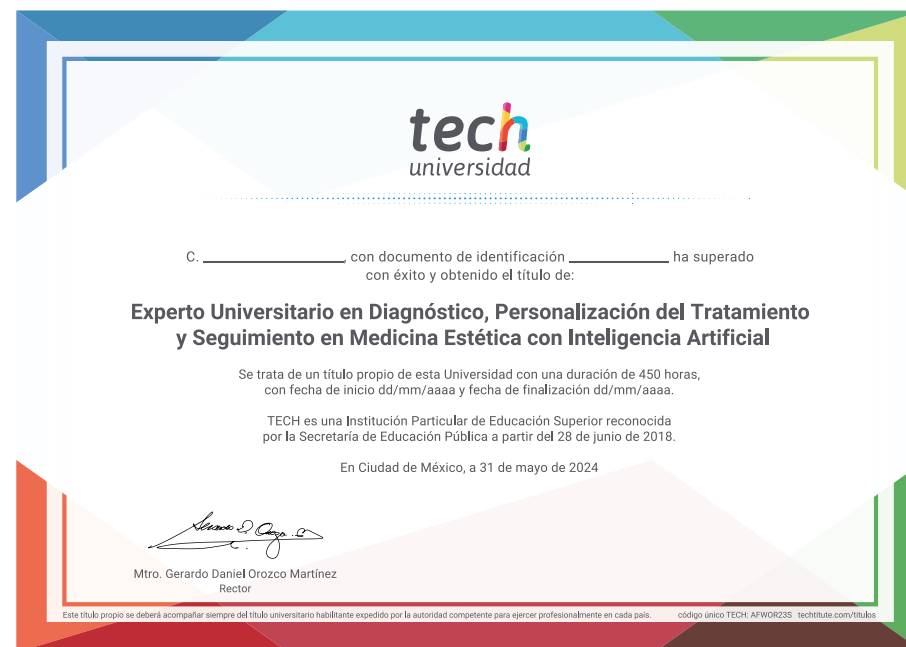 tech
universidad
C. ____________, con documento de identificación ____________ ha superado
con éxito y obtenido el título de:
Experto Universitario en Diagnóstico, Personalización del Tratamiento
y Seguimiento en Medicina Estética con Inteligencia Artificial
Se trata de un título propio de esta Universidad con una duración de 450 horas,
con fecha de inicio dd/mm/aaaa y fecha de finalización dd/mm/aaaa.
TECH es una Institución Particular de Educación Superior reconocida
por la Secretaría de Educación Pública a partir del 28 de junio de 2018.
En Ciudad de México, a 31 de mayo de 2024
Mtro. Gerardo Daniel Orozco Martínez
Rector
Este título propio se deberá acompañar siempre del título universitario habilitante expedido por la autoridad competente para ejercer profesionalmente en cada país. código único TECH: AFWOR23S techtitute.com/titulos